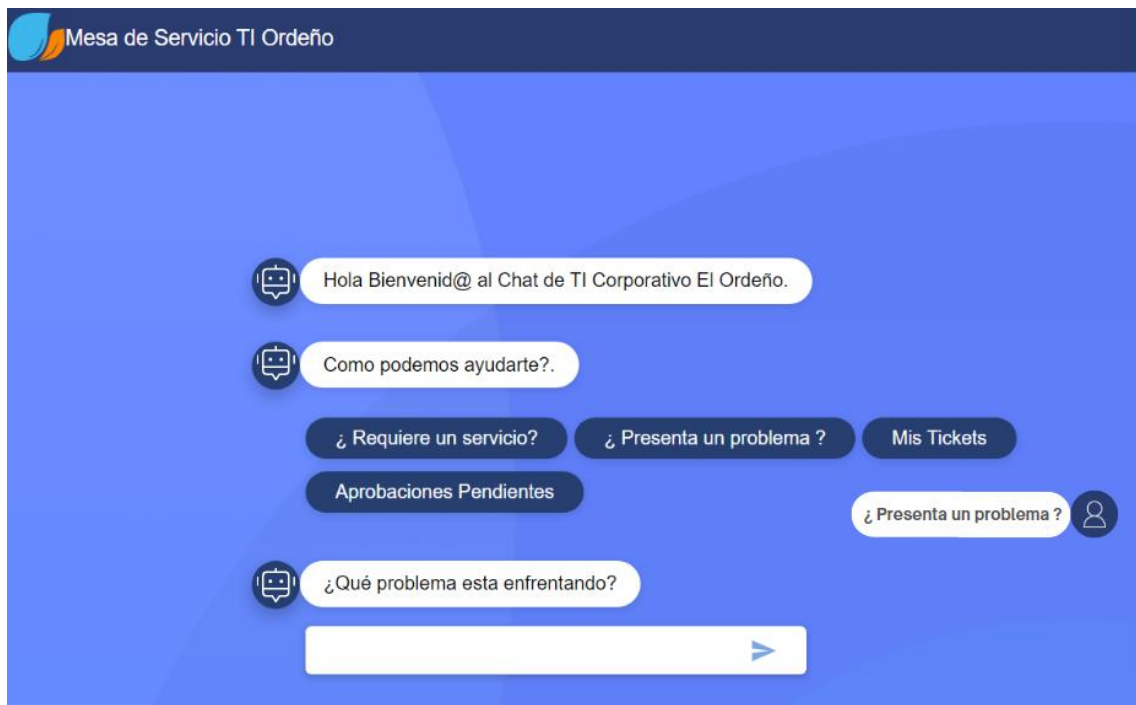 Mesa de Servicio TI Ordeño
Hola Bienvenid@ al Chat de TI Corporativo El Ordeño.
Como podemos ayudarte?.
¿ Requiere un servicio?
¿ Presenta un problema ?
Mis Tickets
Aprobaciones Pendientes
¿ Presenta un problema ?
¿Qué problema esta enfrentando?